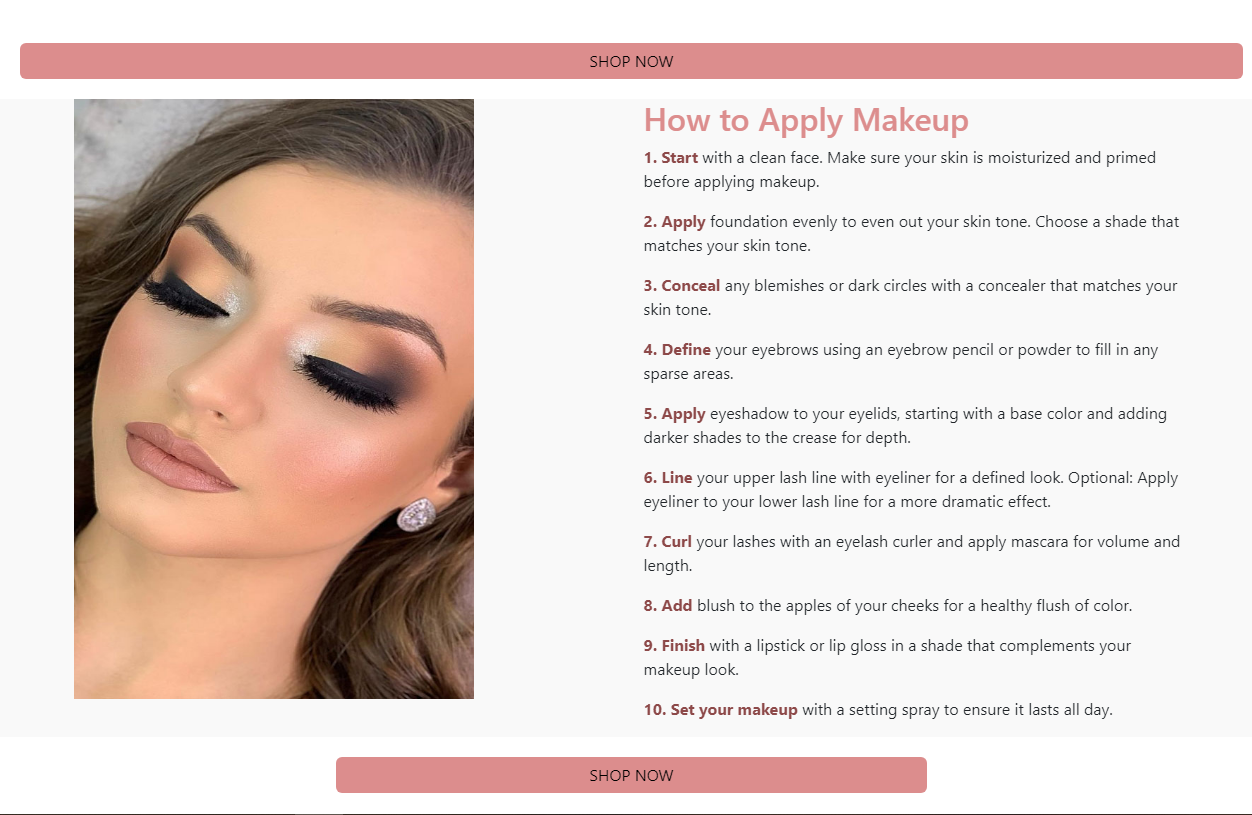 SHOP NOW
How to Apply Makeup
1. Start with a clean face. Make sure your skin is moisturized and primed
before applying makeup.
2. Apply foundation evenly to even out your skin tone. Choose a shade that
matches your skin tone.
3. Conceal any blemishes or dark circles with a concealer that matches your
skin tone.
4. Define your eyebrows using an eyebrow pencil or powder to fill in any
sparse areas.
5. Apply eyeshadow to your eyelids, starting with a base color and adding
darker shades to the crease for depth.
6. Line your upper lash line with eyeliner for a defined look. Optional: Apply
eyeliner to your lower lash line for a more dramatic effect.
7. Curl your lashes with an eyelash curler and apply mascara for volume and
length.
8. Add blush to the apples of your cheeks for a healthy flush of color.
9. Finish with a lipstick or lip gloss in a shade that complements your
makeup look.
10. Set your makeup with a setting spray to ensure it lasts all day.
SHOP NOW